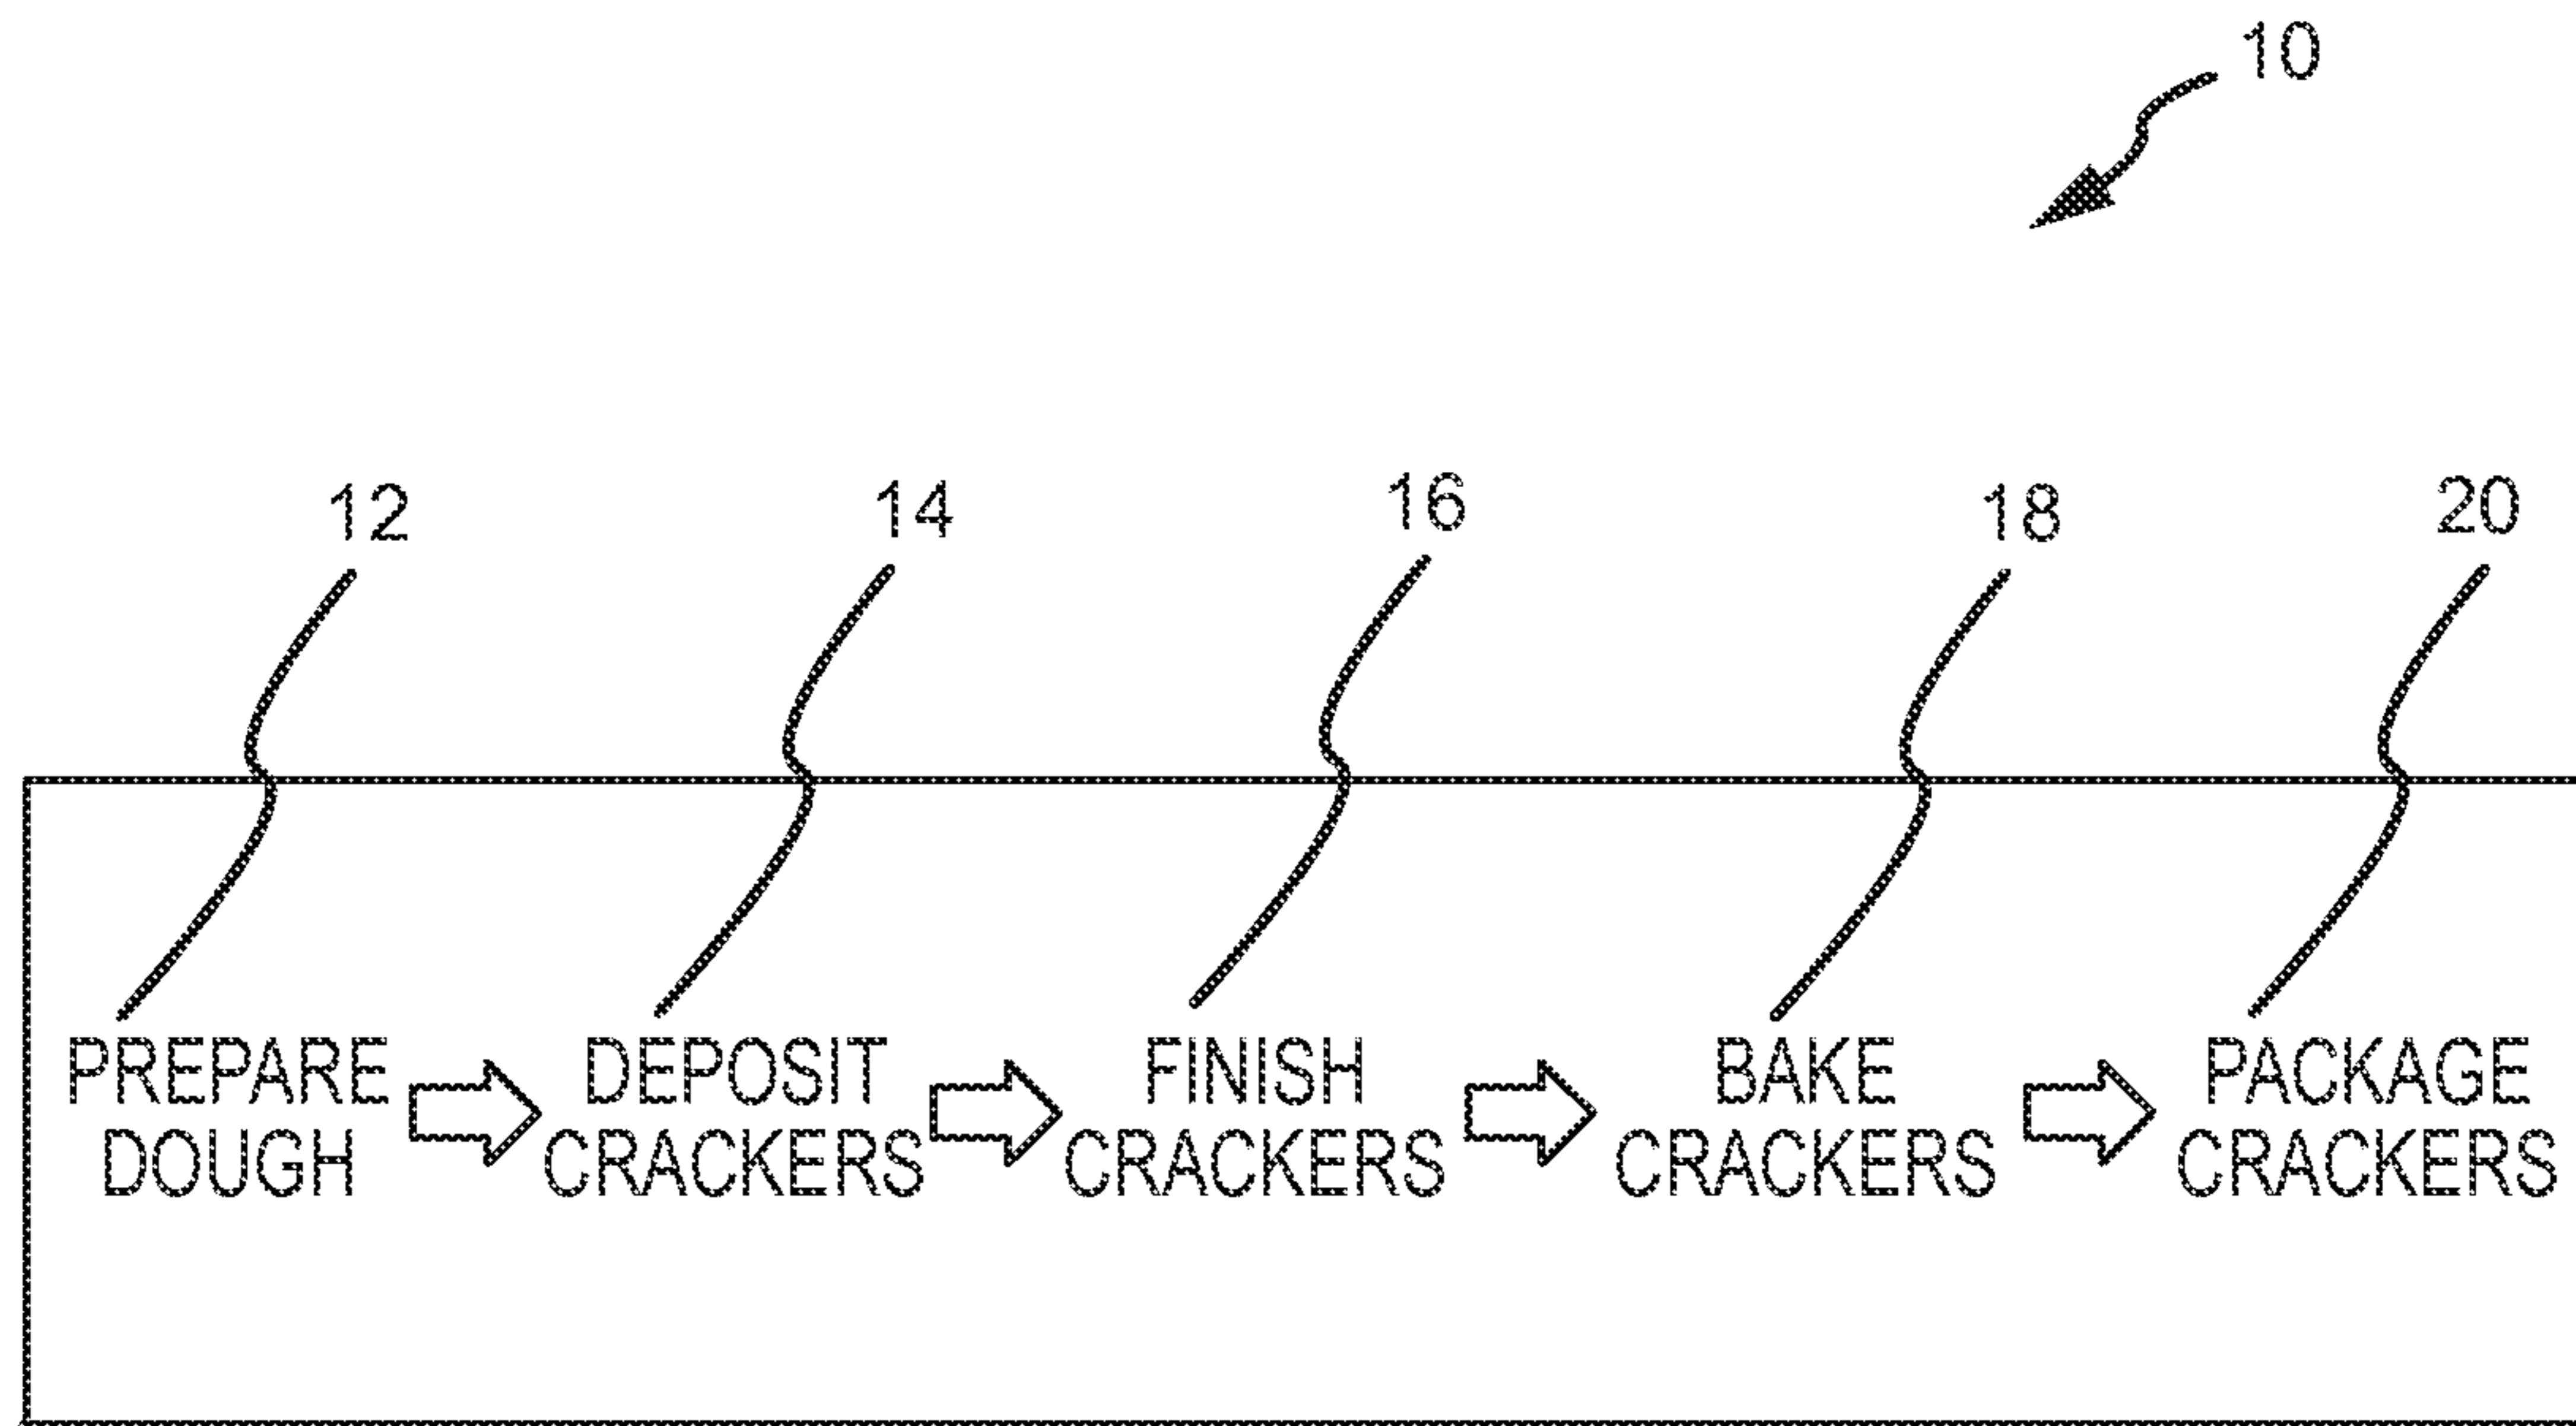 10
12
14
16
18
20
PREPARE
DOUGH
DEPOSIT
CRACKERS
FINISH
CRACKERS
BAKE
CRACKERS
PACKAGE
CRACKERS